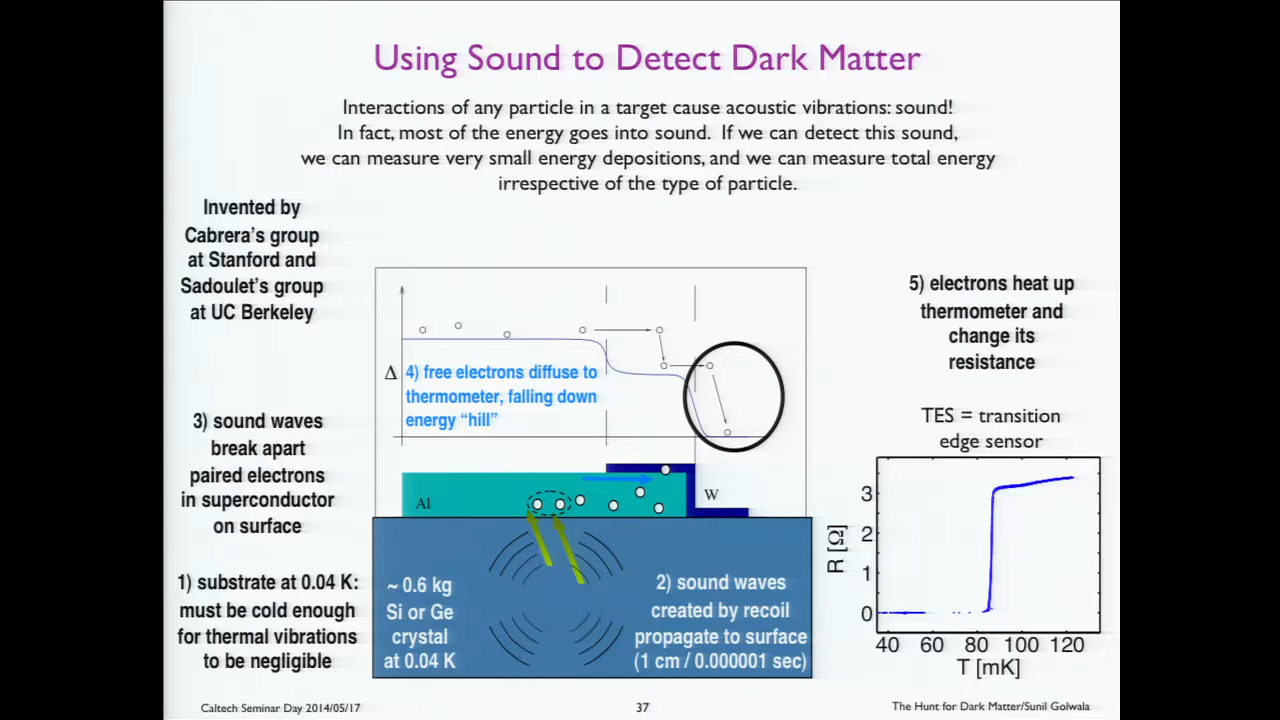 Using Sound to Detect Dark Matter
Interactions of any particle in a target cause acoustic vibrations: sound!
In fact, most of the energy goes into sound. If we can detect this sound,
we can measure very small energy depositions, and we can measure total energy
irrespective of the type of particle.
Invented by
Cabrera's group
at Stanford and
Sadoulet's group
at UC Berkeley
3) sound waves
break apart
paired electrons
in superconductor
on surface
1) substrate at 0.04 K:
must be cold enough
for thermal vibrations
to be negligible
Δ
4) free electrons diffuse to
thermometer, falling down
energy "hill"
Al
W
~ 0.6 kg
Si or Ge
crystal
at 0.04 K
2) sound waves
created by recoil
propagate to surface
(1 cm / 0.000001 sec)
5) electrons heat up
thermometer and
change its
resistance
TES = transition
edge sensor
R [Ω]
3
2
1
0
40 60 80 100 120
T [mK]
Caltech Seminar Day 2014/05/17
37
The Hunt for Dark Matter/Sunil Golwala